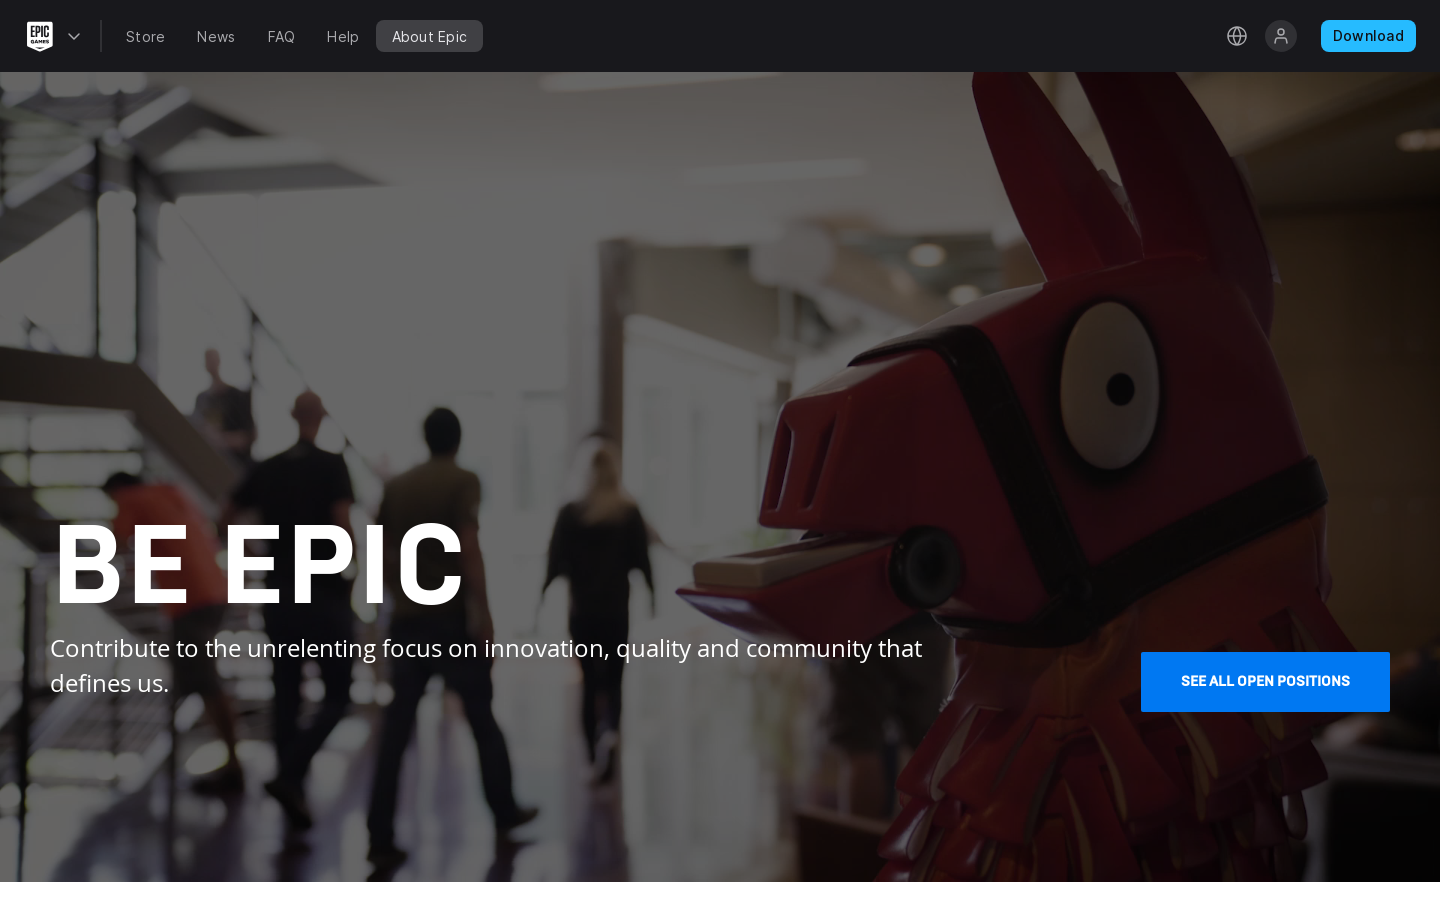 EPIC
GAMES
Store
News
FAQ
Help
About Epic
Download
BE EPIC
Contribute to the unrelenting focus on innovation, quality and community that
defines us.
SEE ALL OPEN POSITIONS